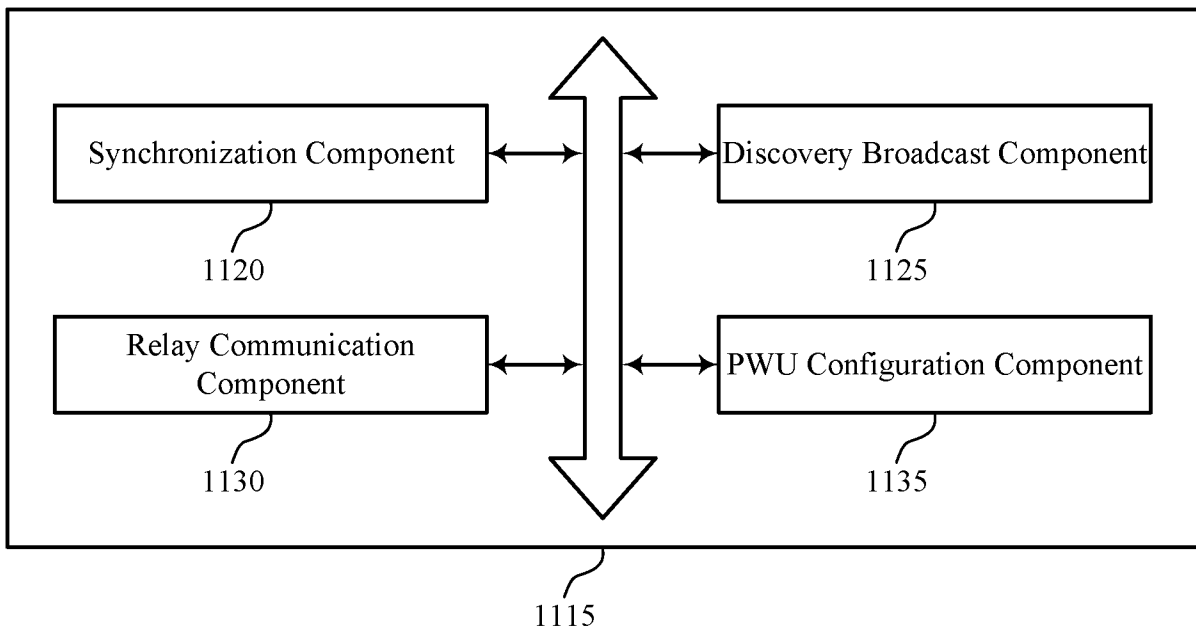 Synchronization Component
1120
Discovery Broadcast Component
1125
Relay Communication
Component
1130
PWU Configuration Component
1135
1115